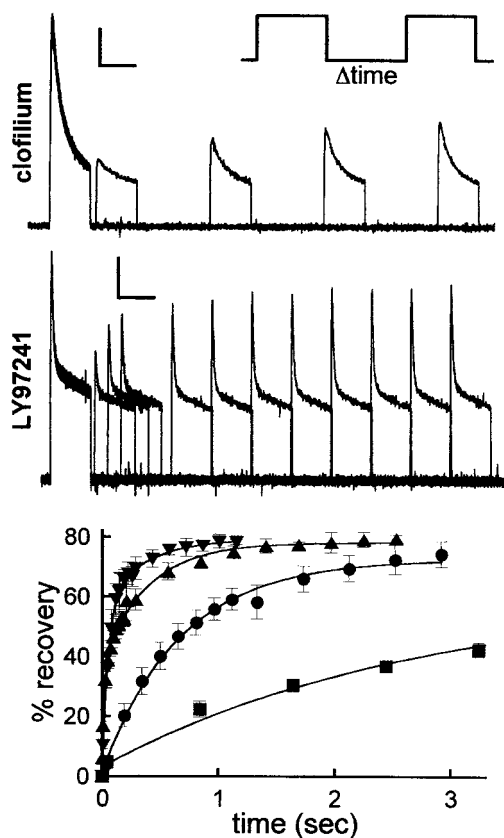 clofilium
Δtime
LY97241
% recovery
80
60
40
20
0
0 1 2 3
time (sec)